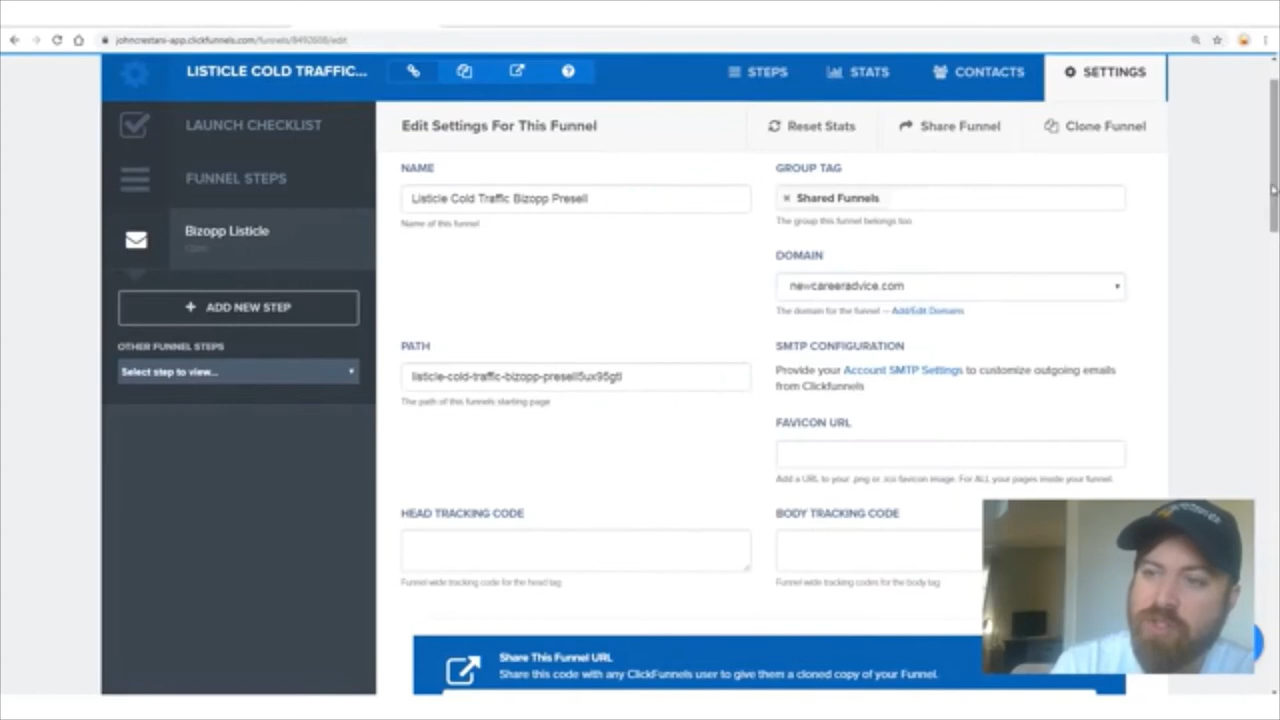 johncrestani-app.clickfunnels.com/funnels/8492608/edit
LISTICLE COLD TRAFFIC...
STEPS
STATS
CONTACTS
SETTINGS
LAUNCH CHECKLIST
FUNNEL STEPS
Bizopp Listicle
ADD NEW STEP
OTHER FUNNEL STEPS
Select step to view...
Edit Settings For This Funnel
Reset Stats
Share Funnel
Clone Funnel
NAME
Listicle Cold Traffic Bizopp Presell
Name of this funnel
GROUP TAG
× Shared Funnels
The group this funnel belongs too
DOMAIN
newcareeradvice.com
The domain for the funnel — Add/Edit Domains
PATH
listicle-cold-traffic-bizopp-presell5ux95gtl
The path of this funnels starting page
SMTP CONFIGURATION
Provide your Account SMTP Settings to customize outgoing emails
from Clickfunnels
FAVICON URL
Add a URL to your .png or .ico favicon image. For ALL your pages inside your funnel.
HEAD TRACKING CODE
Funnel wide tracking code for the head tag
BODY TRACKING CODE
Funnel wide tracking codes for the body tag
Share This Funnel URL
Share this code with any ClickFunnels user to give them a cloned copy of your Funnel.